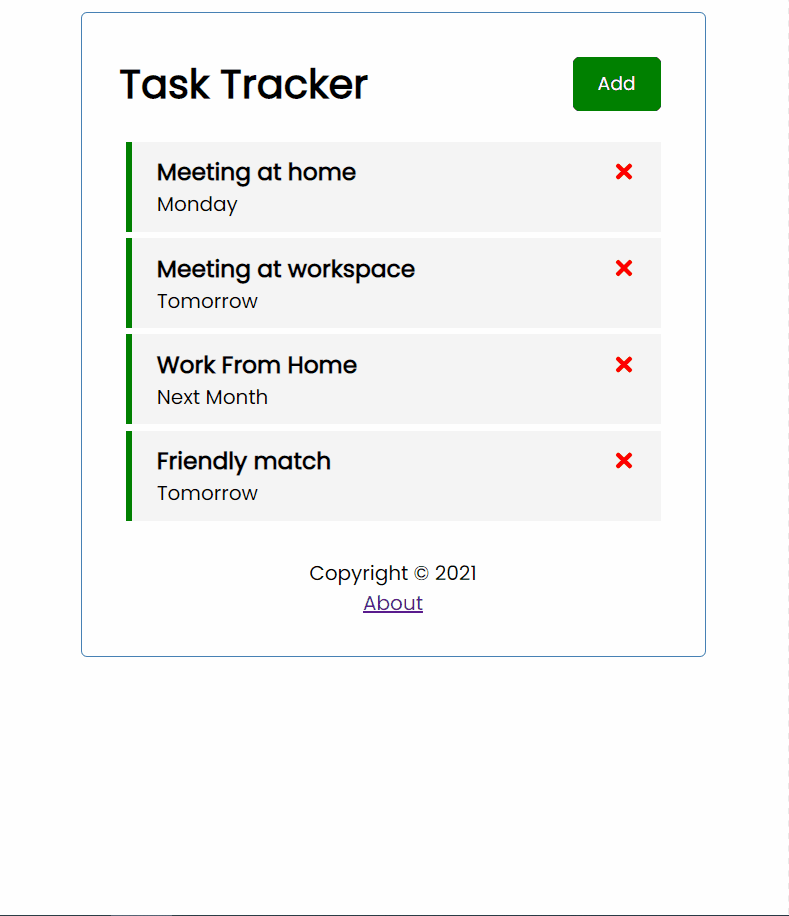 Task Tracker
Add
Meeting at home
Monday
Meeting at workspace
Tomorrow
Work From Home
Next Month
Friendly match
Tomorrow
Copyright © 2021
About